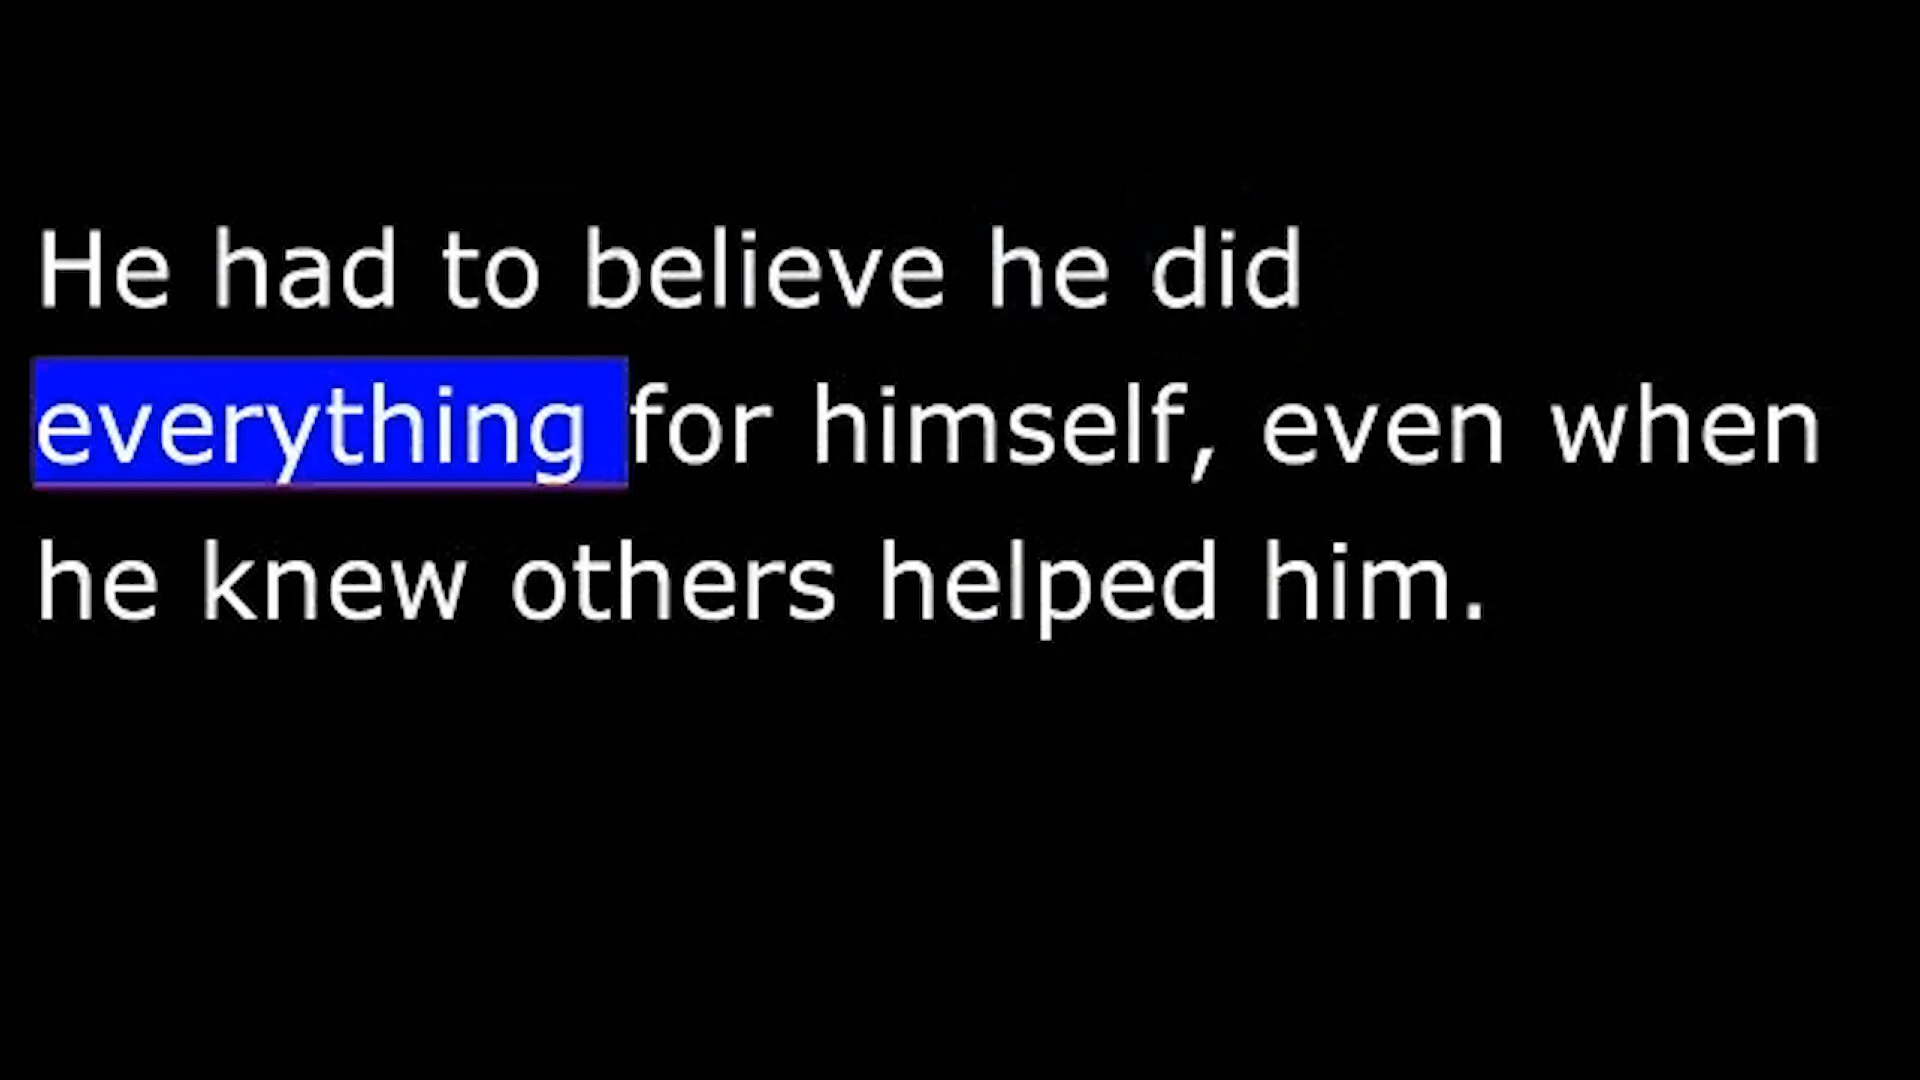 He had to believe he did
everything for himself, even when
he knew others helped him.